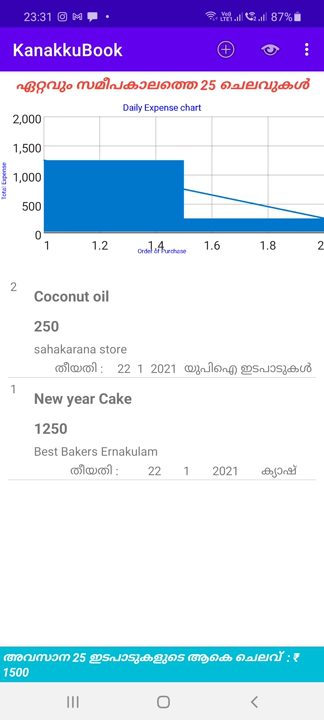 23:31 87%
KanakkuBook
ഏറ്റവും സമീപകാലത്തെ 25 ചെലവുകൾ
Daily Expense chart
2,000
1,500
1,000
500
0
Total Expense
1 1.2 1.4 1.6 1.8 2
Order of Purchase
2
Coconut oil
250
sahakarana store
തീയതി : 22 1 2021 യുപിഐ ഇടപാടുകൾ
1
New year Cake
1250
Best Bakers Ernakulam
തീയതി : 22 1 2021 ക്യാഷ്
അവസാന 25 ഇടപാടുകളുടെ ആകെ ചെലവ് : ₹
1500